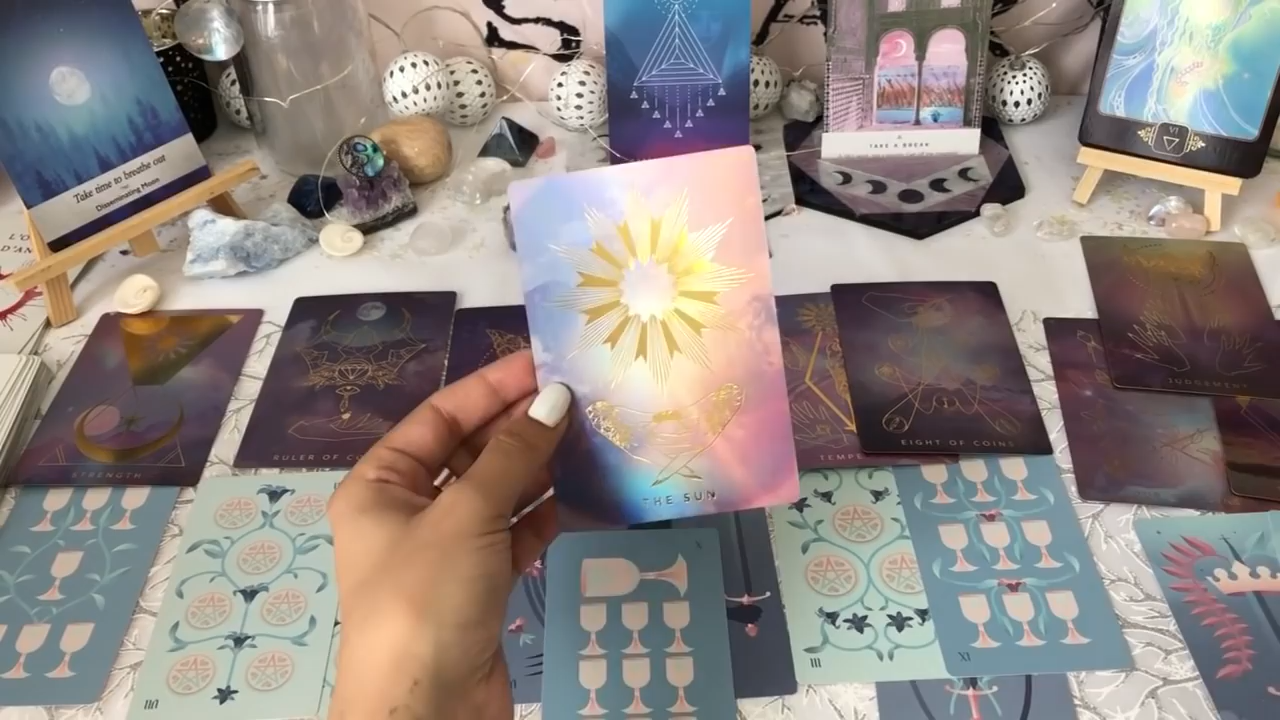 Take time to breathe out
Disseminating Moon
TAKE A BREAK
VI
L'O
D'AN
STRENGTH
RULER OF CO
THE SUN
TEMPE
EIGHT OF COINS
JUDGEMENT
X
III
XI